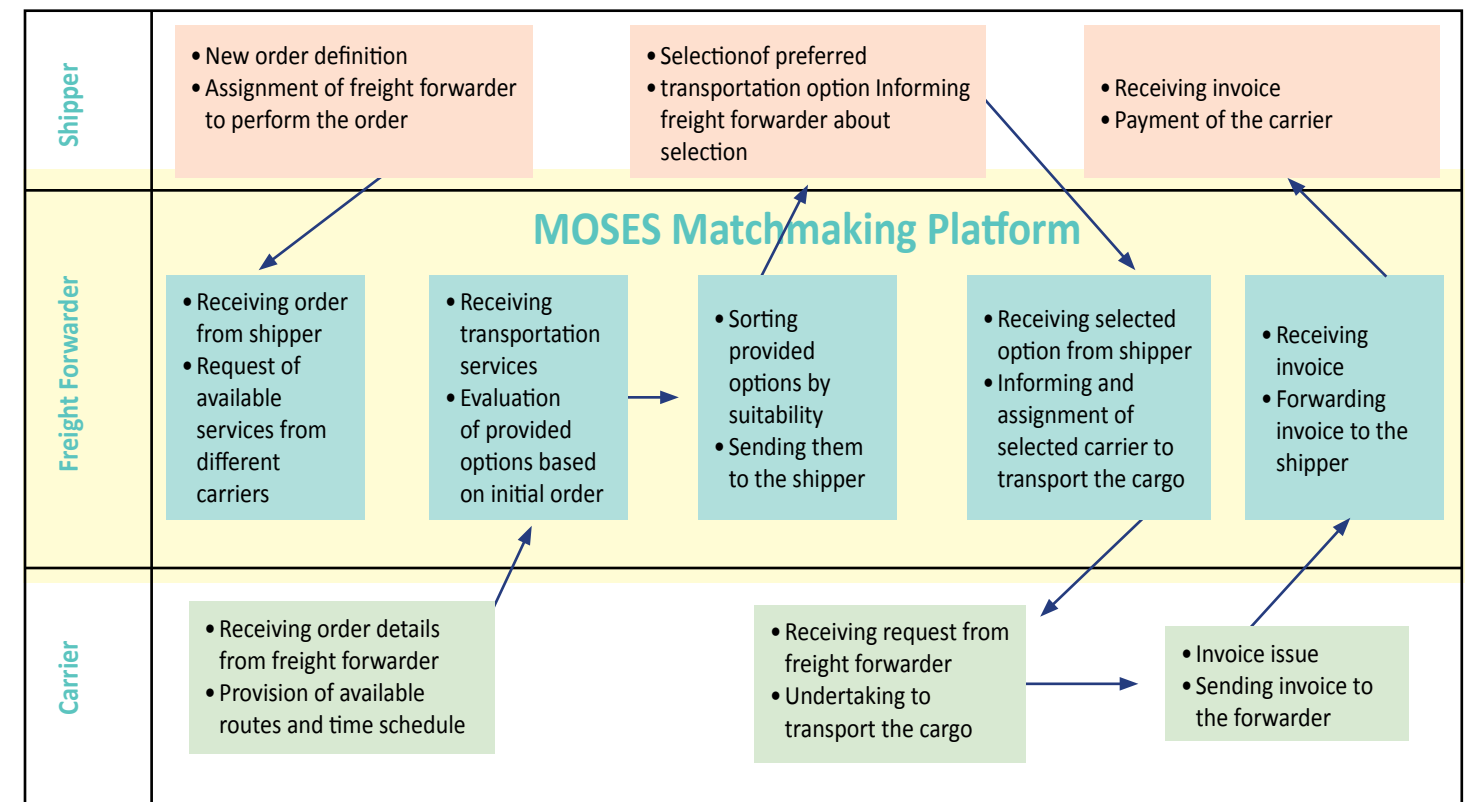 Shipper
• New order definition
• Assignment of freight forwarder
to perform the order
• Selectionof preferred
• transportation option Informing
freight forwarder about
selection
• Receiving invoice
• Payment of the carrier
MOSES Matchmaking Platform
Freight Forwarder
• Receiving order
from shipper
• Request of
available
services from
different
carriers
• Receiving
transportation
services
• Evaluation
of provided
options based
on initial order
• Sorting
provided
options by
suitability
• Sending them
to the shipper
• Receiving selected
option from shipper
• Informing and
assignment of
selected carrier to
transport the cargo
• Receiving
invoice
• Forwarding
invoice to the
shipper
Carrier
• Receiving order details
from freight forwarder
• Provision of available
routes and time schedule
• Receiving request from
freight forwarder
• Undertaking to
transport the cargo
• Invoice issue
• Sending invoice to
the forwarder